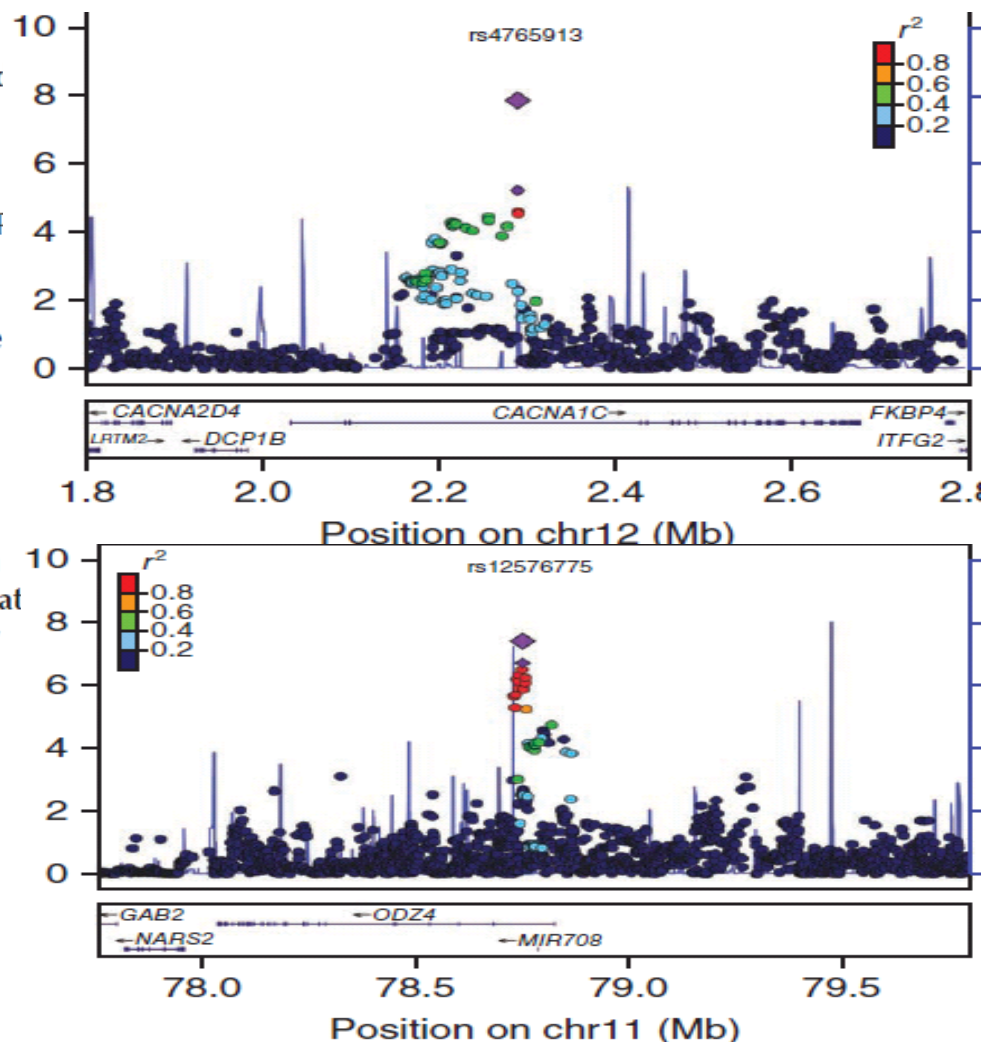 10
8
6
4
2
0
rs4765913
r²
0.8
0.6
0.4
0.2
CACNA2D4
CACNA1C
FKBP4
LRTM2
DCP1B
ITFG2
1.8 2.0 2.2 2.4 2.6
Position on chr12 (Mb)
10
8
6
4
2
0
r²
0.8
0.6
0.4
0.2
rs12576775
at
GAB2
ODZ4
NARS2
MIR708
78.0 78.5 79.0 79.5
Position on chr11 (Mb)